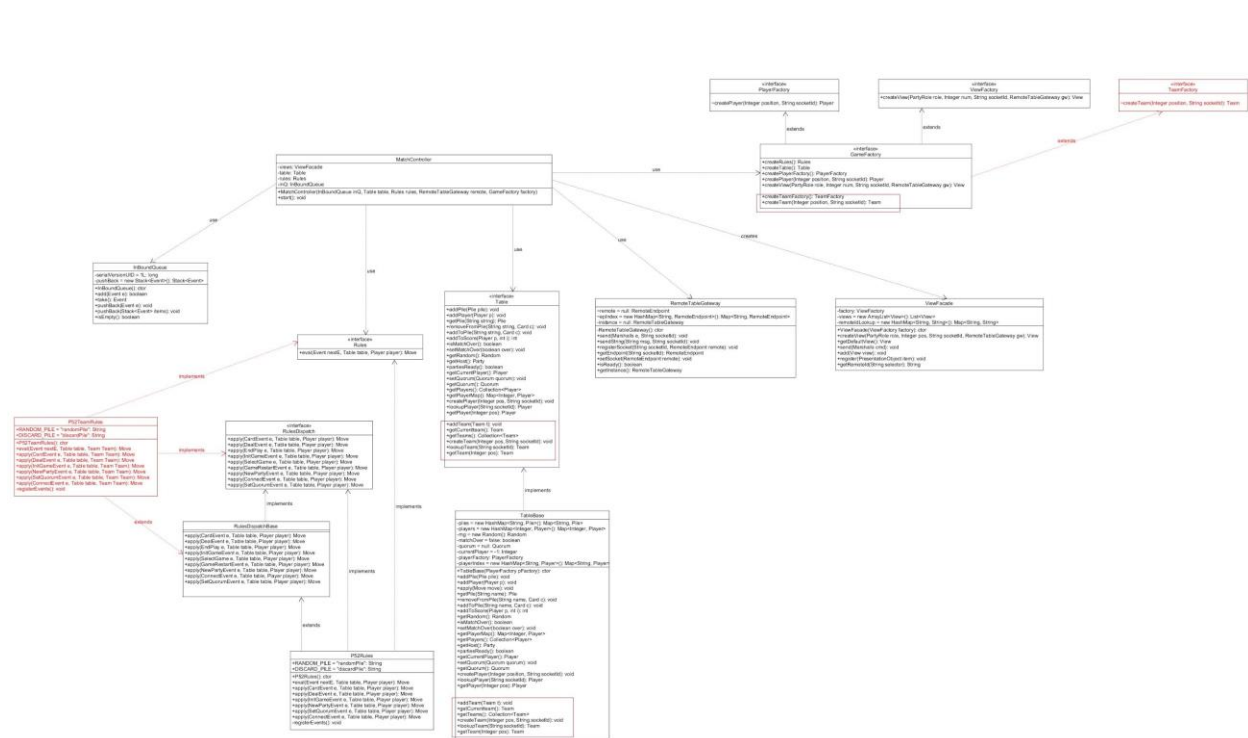 «interface»
PlayerFactory
~createPlayer(Integer position, String socketId): Player
«interface»
ViewFactory
+createView(PartyRole role, Integer num, String socketId, RemoteTableGateway gw): View
«interface»
TeamFactory
~createTeam(Integer position, String socketId): Team
extends
extends
extends
«interface»
GameFactory
+createRules(): Rules
+createTable(): Table
+createPlayerFactory(): PlayerFactory
+createPlayer(Integer position, String socketId): Player
+createView(PartyRole role, Integer num, String socketId, RemoteTableGateway gw): View
+createTeamFactory(): TeamFactory
+createTeam(Integer position, String socketId): Team
MatchController
-views: ViewFacade
-table: Table
-rules: Rules
-inQ: InBoundQueue
+MatchController(InBoundQueue inQ, Table table, Rules rules, RemoteTableGateway remote, GameFactory factory)
+start(): void
use
use
use
use
use
creates
InBoundQueue
-serialVersionUID = 1L: long
-pushBack = new Stack<Event>(): Stack<Event>
+InBoundQueue(): ctor
+add(Event e): boolean
+take(): Event
+pushBack(Event e): void
+pushBack(Stack<Event> items): void
+isEmpty(): boolean
«interface»
Rules
+eval(Event nextE, Table table, Player player): Move
«interface»
Table
+addPile(Pile pile): void
+addPlayer(Player p): void
+getPile(String string): Pile
+removeFromPile(String string, Card c): void
+addToPile(String string, Card c): void
+addToScore(Player p, int i): int
+isMatchOver(): boolean
+setMatchOver(boolean over): void
+getRandom(): Random
+getHost(): Party
+partiesReady(): boolean
+getCurrentPlayer(): Player
+setQuorum(Quorum quorum): void
+getQuorum(): Quorum
+getPlayers(): Collection<Player>
+getPlayerMap(): Map<Integer, Player>
+createPlayer(Integer pos, String socketId): void
+lookupPlayer(String socketId): Player
+getPlayer(Integer pos): Player
+addTeam(Team t): void
+getCurrentTeam(): Team
+getTeams(): Collection<Team>
+createTeam(Integer pos, String socketId): void
+lookupTeam(String socketId): Team
+getTeam(Integer pos): Team
RemoteTableGateway
-remote = null: RemoteEndpoint
-epIndex = new HashMap<String, RemoteEndpoint>(): Map<String, RemoteEndpoint>
-instance = null: RemoteTableGateway
-RemoteTableGateway(): ctor
+send(Marshalls e, String socketId): void
+send(String msg, String socketId): void
+registerSocket(String socketId, RemoteEndpoint remote): void
+getEndpoint(String socketId): RemoteEndpoint
+setSocket(RemoteEndpoint remote): void
+isReady(): boolean
+getInstance(): RemoteTableGateway
ViewFacade
-factory: ViewFactory
-views = new ArrayList<View>(): List<View>
-remoteIdLookup = new HashMap<String, String>(): Map<String, String>
+ViewFacade(ViewFactory factory): ctor
+createView(PartyRole role, Integer num, String socketId, RemoteTableGateway gw): View
+getDefaultView(): View
+send(Marshalls cmd): void
+add(View view): void
+register(PresentationObject item): void
+getRemoteId(String selector): String
implements
P52TeamRules
+RANDOM_PILE = "randomPile": String
+DISCARD_PILE = "discardPile": String
+P52TeamRules(): ctor
+eval(Event nextE, Table table, Team Team): Move
+apply(CardEvent e, Table table, Team Team): Move
+apply(DealEvent e, Table table, Team Team): Move
+apply(InitGameEvent e, Table table, Team Team): Move
+apply(NewPartyEvent e, Table table, Team Team): Move
+apply(SetQuorumEvent e, Table table, Team Team): Move
+apply(ConnectEvent e, Table table, Team Team): Move
-registerEvents(): void
implements
extends
«interface»
RulesDispatch
+apply(CardEvent e, Table table, Player player): Move
+apply(DealEvent e, Table table, Player player): Move
+apply(EndPlay e, Table table, Player player): Move
+apply(InitGameEvent e, Table table, Player player): Move
+apply(SelectGame e, Table table, Player player): Move
+apply(GameRestartEvent e, Table table, Player player): Move
+apply(NewPartyEvent e, Table table, Player player): Move
+apply(ConnectEvent e, Table table, Player player): Move
+apply(SetQuorumEvent e, Table table, Player player): Move
implements
implements
implements
implements
RulesDispatchBase
+apply(CardEvent e, Table table, Player player): Move
+apply(DealEvent e, Table table, Player player): Move
+apply(EndPlay e, Table table, Player player): Move
+apply(InitGameEvent e, Table table, Player player): Move
+apply(SelectGame e, Table table, Player player): Move
+apply(GameRestartEvent e, Table table, Player player): Move
+apply(NewPartyEvent e, Table table, Player player): Move
+apply(ConnectEvent e, Table table, Player player): Move
+apply(SetQuorumEvent e, Table table, Player player): Move
extends
TableBase
-piles = new HashMap<String, Pile>(): Map<String, Pile>
-players = new HashMap<Integer, Player>(): Map<Integer, Player>
-rng = new Random(): Random
-matchOver = false: boolean
-quorum = null: Quorum
-currentPlayer = -1: Integer
-playerFactory: PlayerFactory
-playerIndex = new HashMap<String, Player>(): Map<String, Player>
+TableBase(PlayerFactory pFactory): ctor
+addPile(Pile pile): void
+addPlayer(Player p): void
+apply(Move move): void
+getPile(String name): Pile
+removeFromPile(String name, Card c): void
+addToPile(String name, Card c): void
+addToScore(Player p, int i): int
+getRandom(): Random
+isMatchOver(): boolean
+setMatchOver(boolean over): void
+getPlayerMap(): Map<Integer, Player>
+getPlayers(): Collection<Player>
+getHost(): Party
+partiesReady(): boolean
+getCurrentPlayer(): Player
+setQuorum(Quorum quorum): void
+getQuorum(): Quorum
+createPlayer(Integer pos, String socketId): void
+lookupPlayer(String socketId): Player
+getPlayer(Integer pos): Player
+addTeam(Team t): void
+getCurrentTeam(): Team
+getTeams(): Collection<Team>
+createTeam(Integer pos, String socketId): void
+lookupTeam(String socketId): Team
+getTeam(Integer pos): Team
P52Rules
+RANDOM_PILE = "randomPile": String
+DISCARD_PILE = "discardPile": String
+P52Rules(): ctor
+eval(Event nextE, Table table, Player player): Move
+apply(CardEvent e, Table table, Player player): Move
+apply(DealEvent e, Table table, Player player): Move
+apply(InitGameEvent e, Table table, Player player): Move
+apply(NewPartyEvent e, Table table, Player player): Move
+apply(SetQuorumEvent e, Table table, Player player): Move
+apply(ConnectEvent e, Table table, Player player): Move
-registerEvents(): void